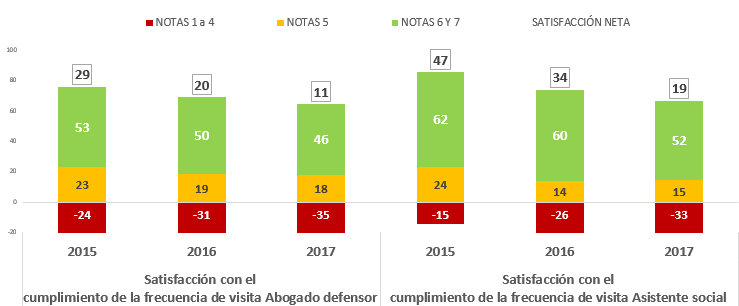 NOTAS 1 a 4 NOTAS 5 NOTAS 6 Y 7 SATISFACCIÓN NETA
100
80
60
40
20
0
-20
29 20 11 47 34 19
53 50 46 62 60 52
23 19 18 24 14 15
-24 -31 -35 -15 -26 -33
2015 2016 2017 2015 2016 2017
Satisfacción con el
cumplimiento de la frecuencia de visita Abogado defensor
Satisfacción con el
cumplimiento de la frecuencia de visita Asistente social